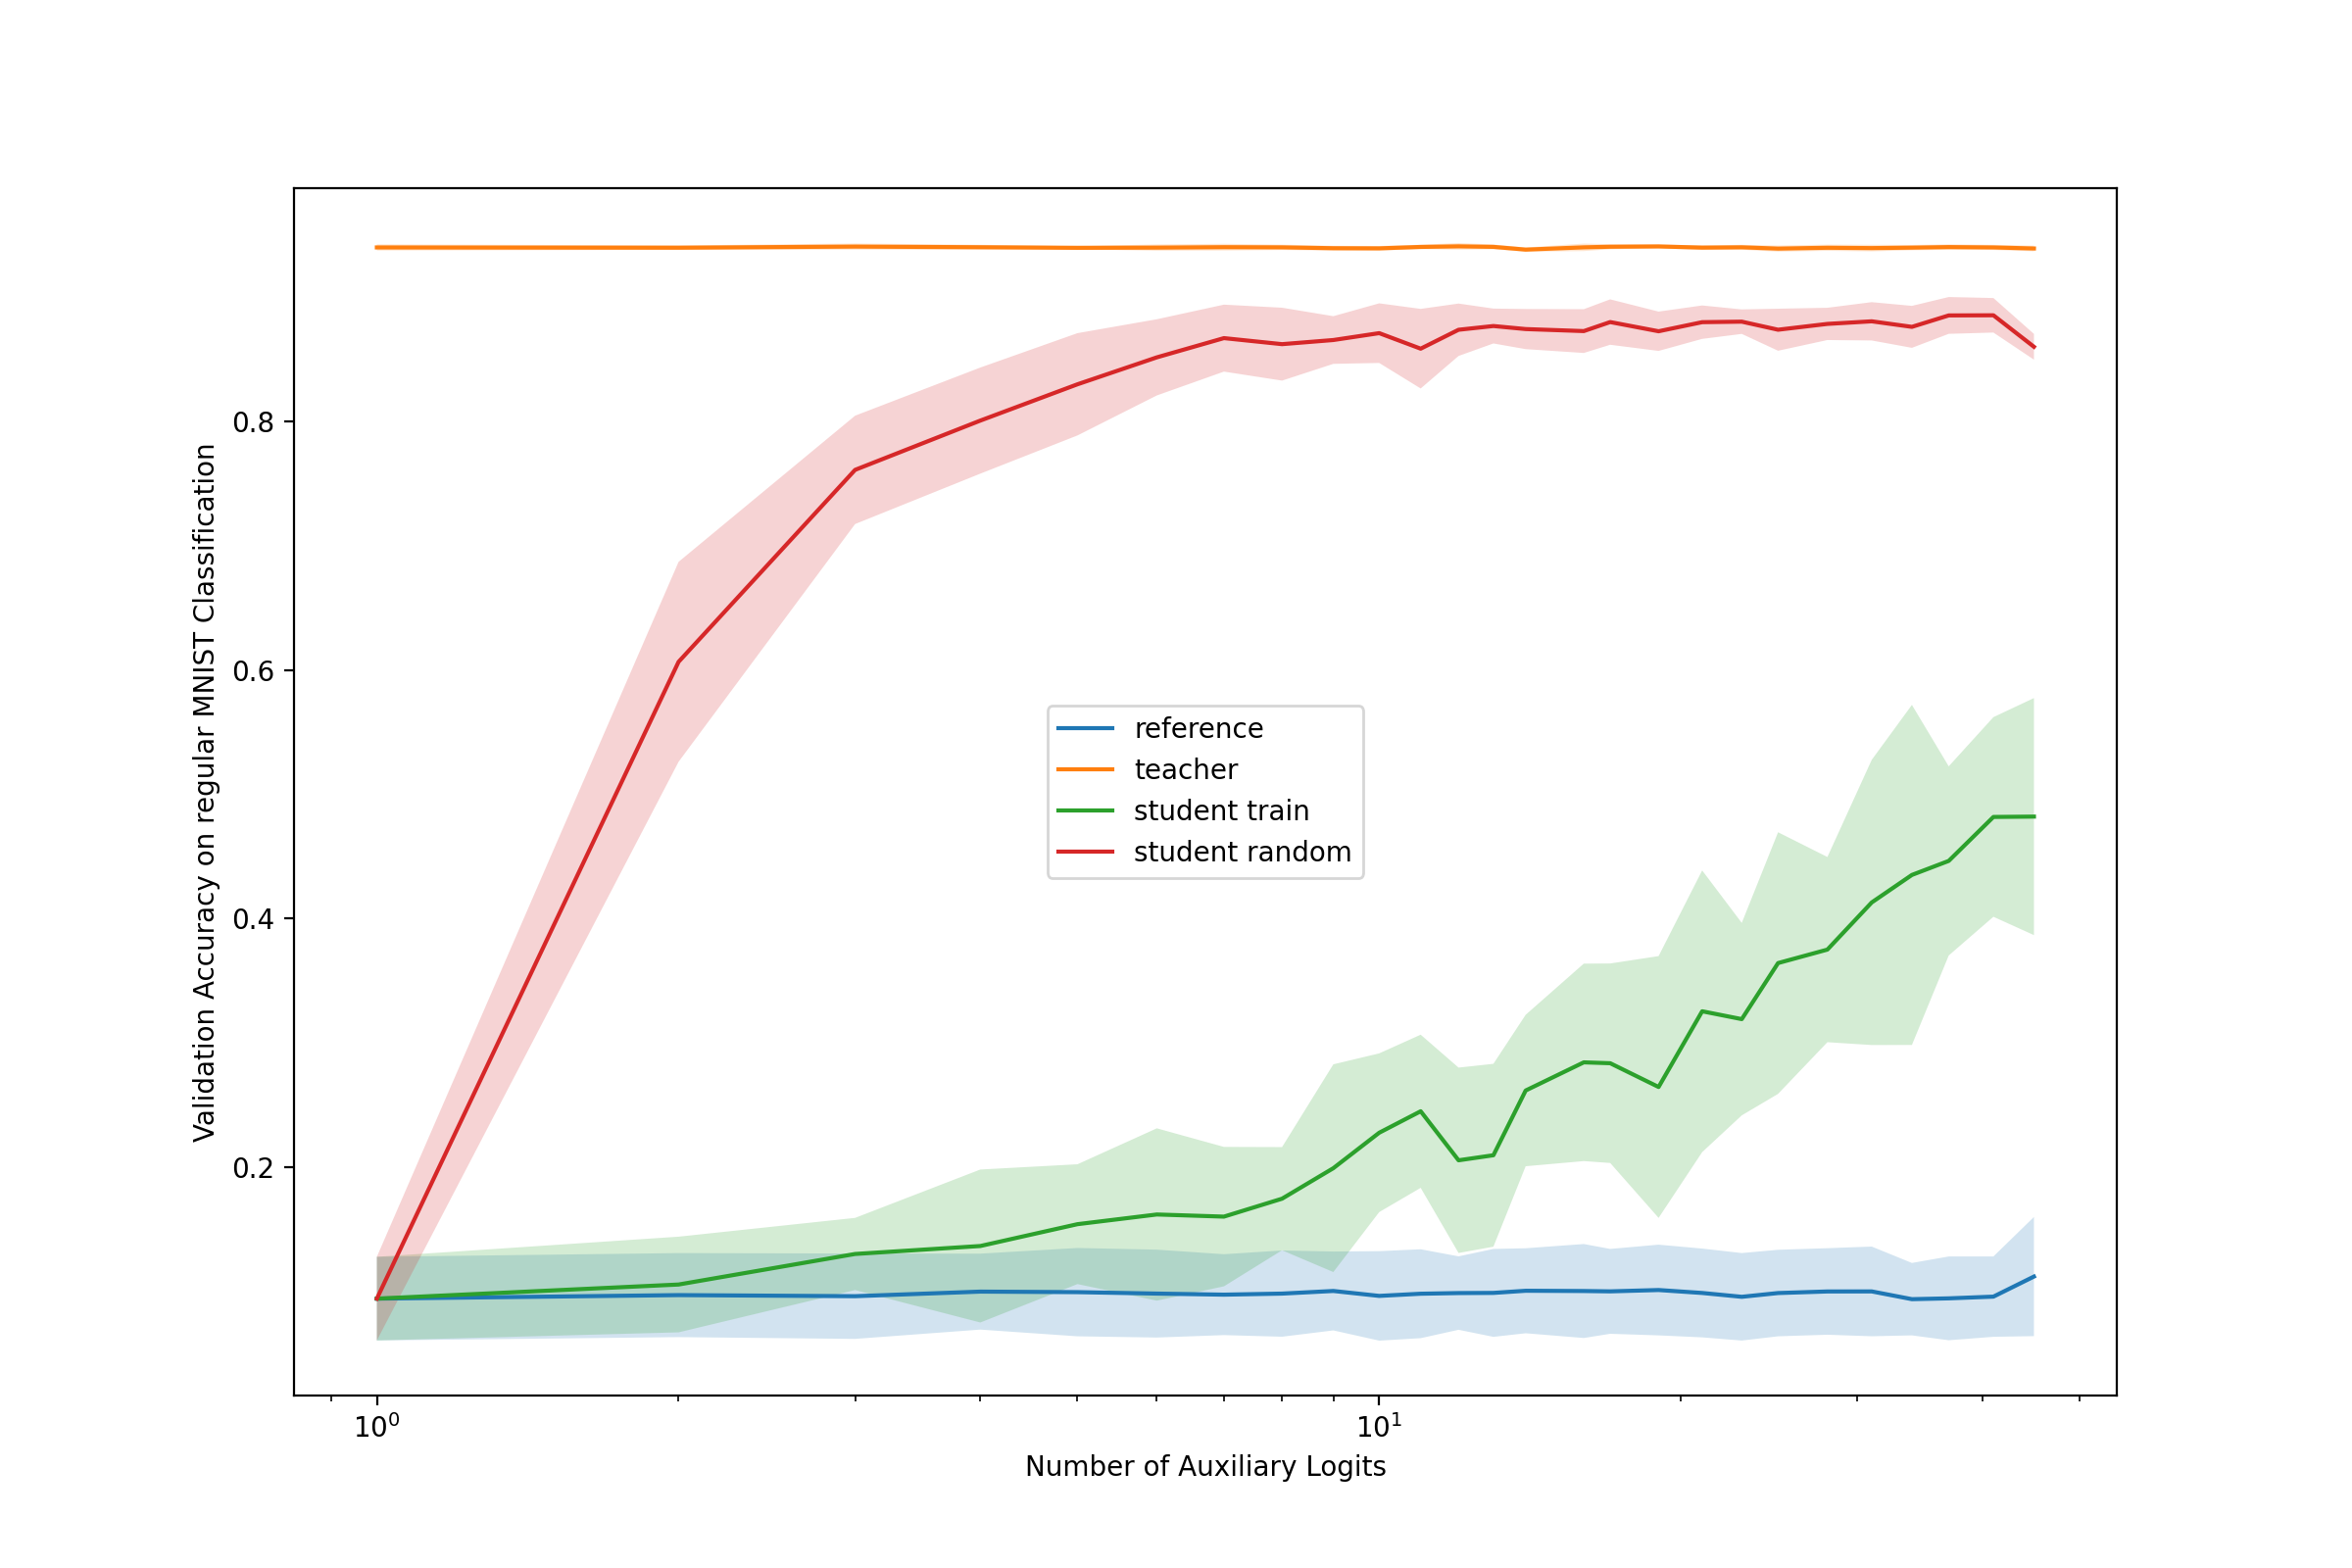 Validation Accuracy on regular MNIST Classification
0.8
0.6
0.4
0.2
reference
teacher
student train
student random
10⁰
10¹
Number of Auxiliary Logits